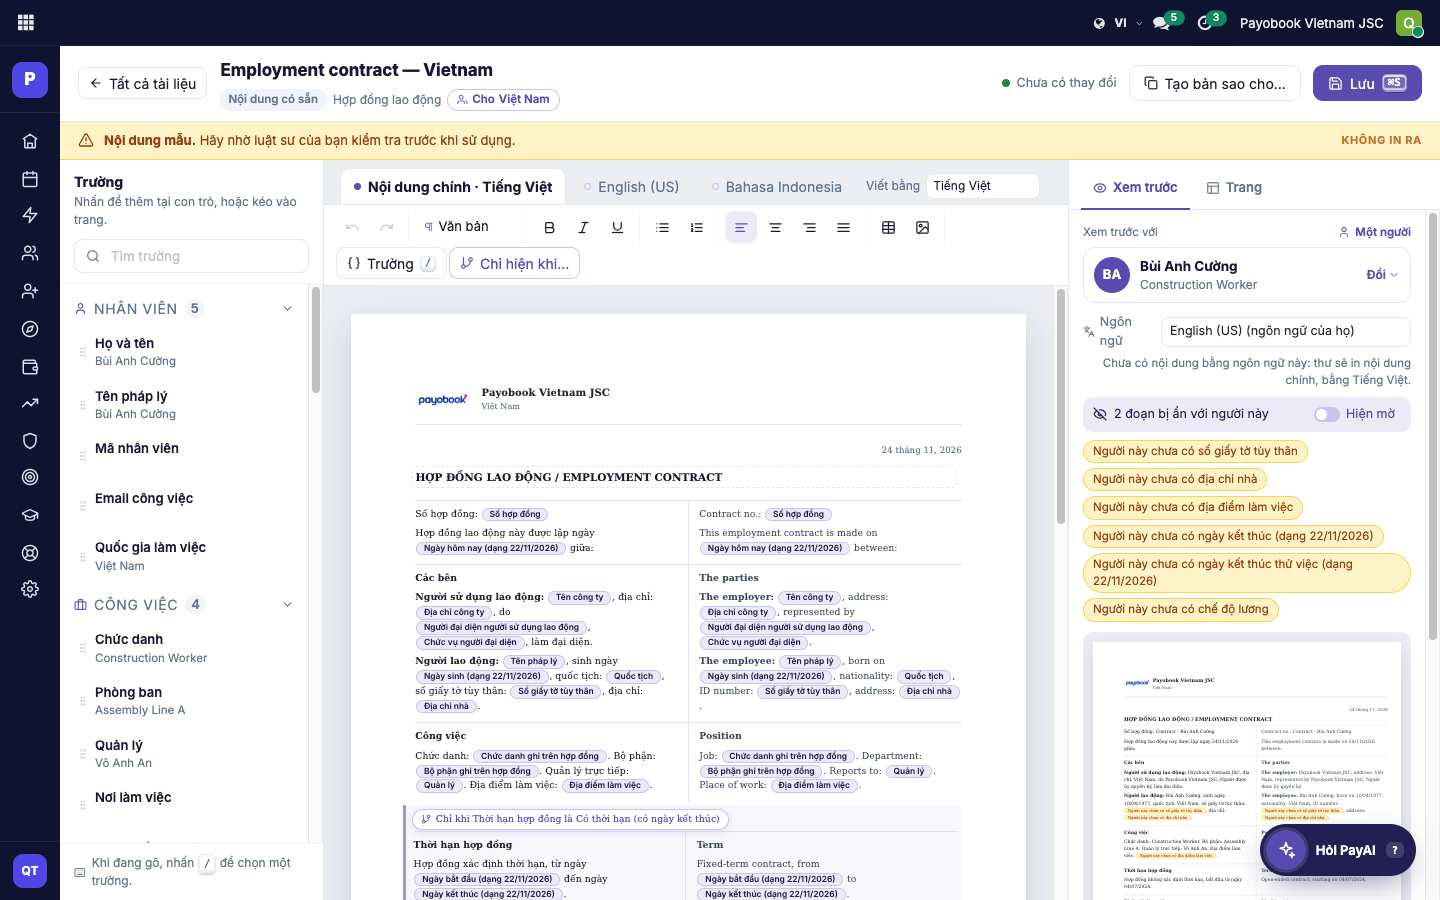 VI
5
3
Payobook Vietnam JSC
Q
P
Tất cả tài liệu
Employment contract — Vietnam
Nội dung có sẵn
Hợp đồng lao động
Cho Việt Nam
Chưa có thay đổi
Tạo bản sao cho...
Lưu
⌘S
Nội dung mẫu. Hãy nhờ luật sư của bạn kiểm tra trước khi sử dụng.
KHÔNG IN RA
Trường
Nhấn để thêm tại con trỏ, hoặc kéo vào
trang.
Tìm trường
NHÂN VIÊN 5
Họ và tên
Bùi Anh Cường
Tên pháp lý
Bùi Anh Cường
Mã nhân viên
Email công việc
Quốc gia làm việc
Việt Nam
CÔNG VIỆC 4
Chức danh
Construction Worker
Phòng ban
Assembly Line A
Quản lý
Võ Anh An
Nơi làm việc
Khi đang gõ, nhấn / để chọn một
trường.
QT
Nội dung chính · Tiếng Việt
English (US)
Bahasa Indonesia
Viết bằng
Tiếng Việt
Văn bản
B I U
{ } Trường /
Chỉ hiện khi...
payobook
Payobook Vietnam JSC
Việt Nam
24 tháng 11, 2026
HỢP ĐỒNG LAO ĐỘNG / EMPLOYMENT CONTRACT
Số hợp đồng: Số hợp đồng
Hợp đồng lao động này được lập ngày
Ngày hôm nay (dạng 22/11/2026) giữa:
Contract no.: Số hợp đồng
This employment contract is made on
Ngày hôm nay (dạng 22/11/2026) between:
Các bên
Người sử dụng lao động: Tên công ty, địa chỉ:
Địa chỉ công ty, do
Người đại diện người sử dụng lao động,
Chức vụ người đại diện, làm đại diện.
Người lao động: Tên pháp lý, sinh ngày
Ngày sinh (dạng 22/11/2026), quốc tịch: Quốc tịch,
số giấy tờ tùy thân: Số giấy tờ tùy thân, địa chỉ:
Địa chỉ nhà.
The parties
The employer: Tên công ty, address:
Địa chỉ công ty, represented by
Người đại diện người sử dụng lao động,
Chức vụ người đại diện.
The employee: Tên pháp lý, born on
Ngày sinh (dạng 22/11/2026), nationality: Quốc tịch,
ID number: Số giấy tờ tùy thân, address: Địa chỉ nhà
.
Công việc
Chức danh: Chức danh ghi trên hợp đồng. Bộ phận:
Bộ phận ghi trên hợp đồng. Quản lý trực tiếp:
Quản lý. Địa điểm làm việc: Địa điểm làm việc.
Position
Job: Chức danh ghi trên hợp đồng. Department:
Bộ phận ghi trên hợp đồng. Reports to: Quản lý.
Place of work: Địa điểm làm việc.
Chỉ khi Thời hạn hợp đồng là Có thời hạn (có ngày kết thúc)
Thời hạn hợp đồng
Hợp đồng xác định thời hạn, từ ngày
Ngày bắt đầu (dạng 22/11/2026) đến ngày
Ngày kết thúc (dạng 22/11/2026).
Term
Fixed-term contract, from
Ngày bắt đầu (dạng 22/11/2026) to
Ngày kết thúc (dạng 22/11/2026).
Xem trước
Trang
Xem trước với
Một người
BA
Bùi Anh Cường
Construction Worker
Đổi
Ngôn
ngữ
English (US) (ngôn ngữ của họ)
Chưa có nội dung bằng ngôn ngữ này: thư sẽ in nội dung
chính, bằng Tiếng Việt.
2 đoạn bị ẩn với người này
Hiện mờ
Người này chưa có số giấy tờ tùy thân
Người này chưa có địa chỉ nhà
Người này chưa có địa điểm làm việc
Người này chưa có ngày kết thúc (dạng 22/11/2026)
Người này chưa có ngày kết thúc thử việc (dạng
22/11/2026)
Người này chưa có chế độ lương
payobook
Payobook Vietnam JSC
Việt Nam
24 tháng 11, 2026
HỢP ĐỒNG LAO ĐỘNG / EMPLOYMENT CONTRACT
Các bên
The parties
Công việc
Thời hạn hợp đồng
Hỏi PayAI ?